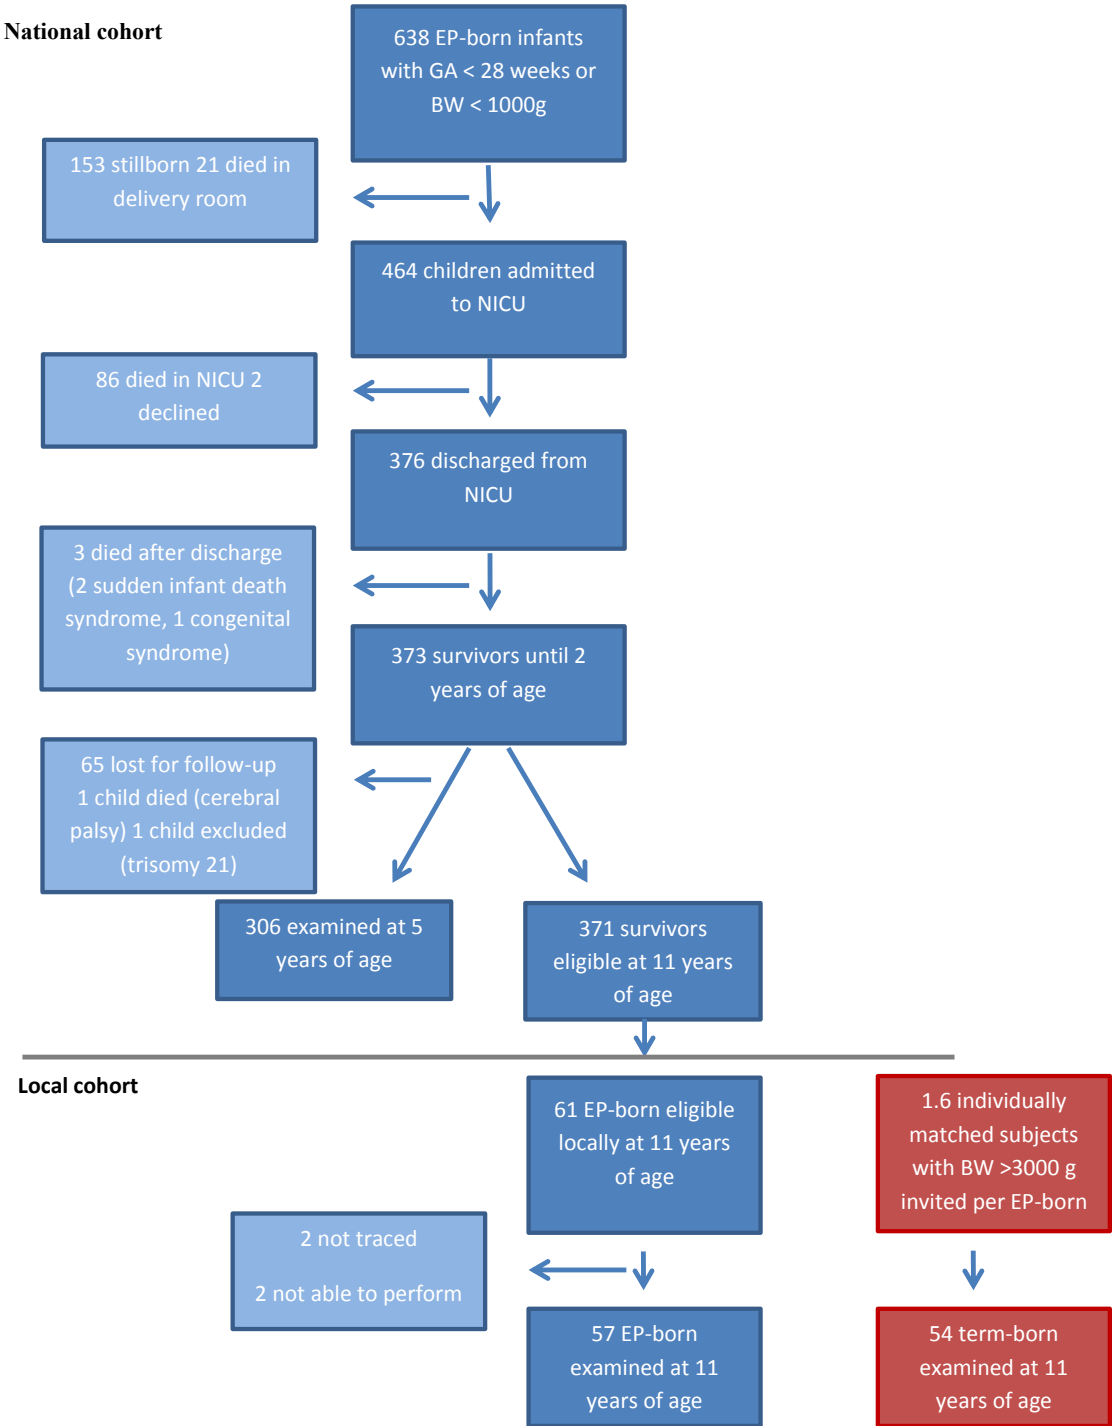 National cohort
638 EP-born infants
with GA < 28 weeks or
BW < 1000g
153 stillborn 21 died in
delivery room
464 children admitted
to NICU
86 died in NICU 2
declined
376 discharged from
NICU
3 died after discharge
(2 sudden infant death
syndrome, 1 congenital
syndrome)
373 survivors until 2
years of age
65 lost for follow-up
1 child died (cerebral
palsy) 1 child excluded
(trisomy 21)
306 examined at 5
years of age
371 survivors
eligible at 11 years
of age
Local cohort
61 EP-born eligible
locally at 11 years
of age
1.6 individually
matched subjects
with BW >3000 g
invited per EP-born
2 not traced
2 not able to perform
57 EP-born
examined at 11
years of age
54 term-born
examined at 11
years of age